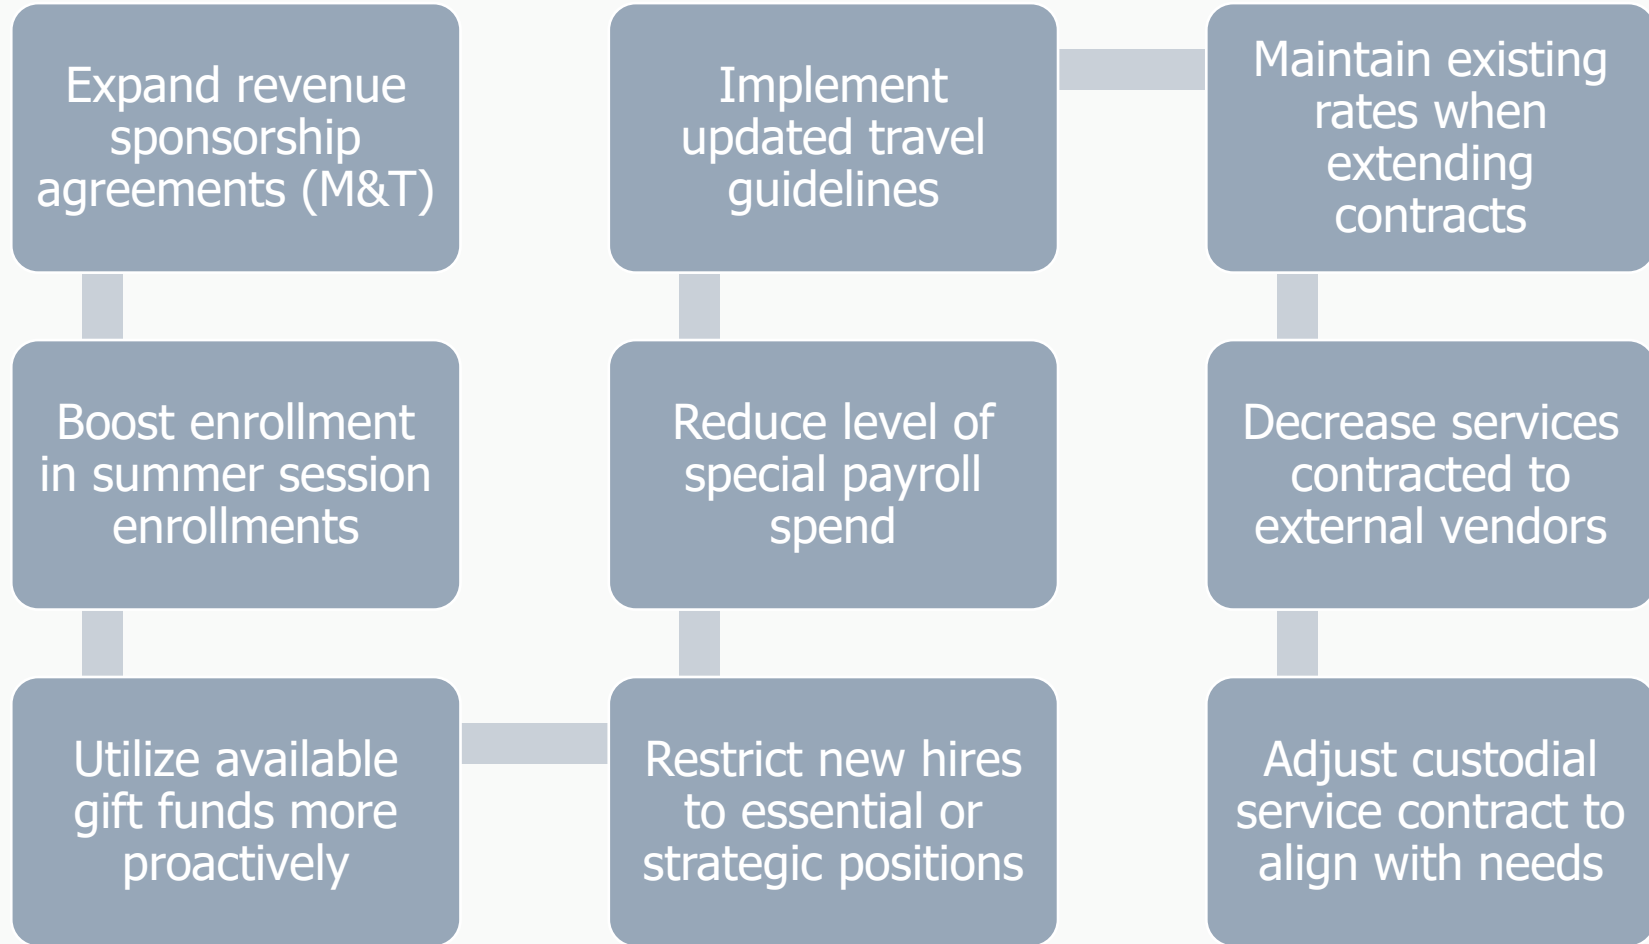 Expand revenue
sponsorship
agreements (M&T)
Boost enrollment
in summer session
enrollments
Utilize available
gift funds more
proactively
Restrict new hires
to essential or
strategic positions
Reduce level of
special payroll
spend
Implement
updated travel
guidelines
Maintain existing
rates when
extending
contracts
Decrease services
contracted to
external vendors
Adjust custodial
service contract to
align with needs